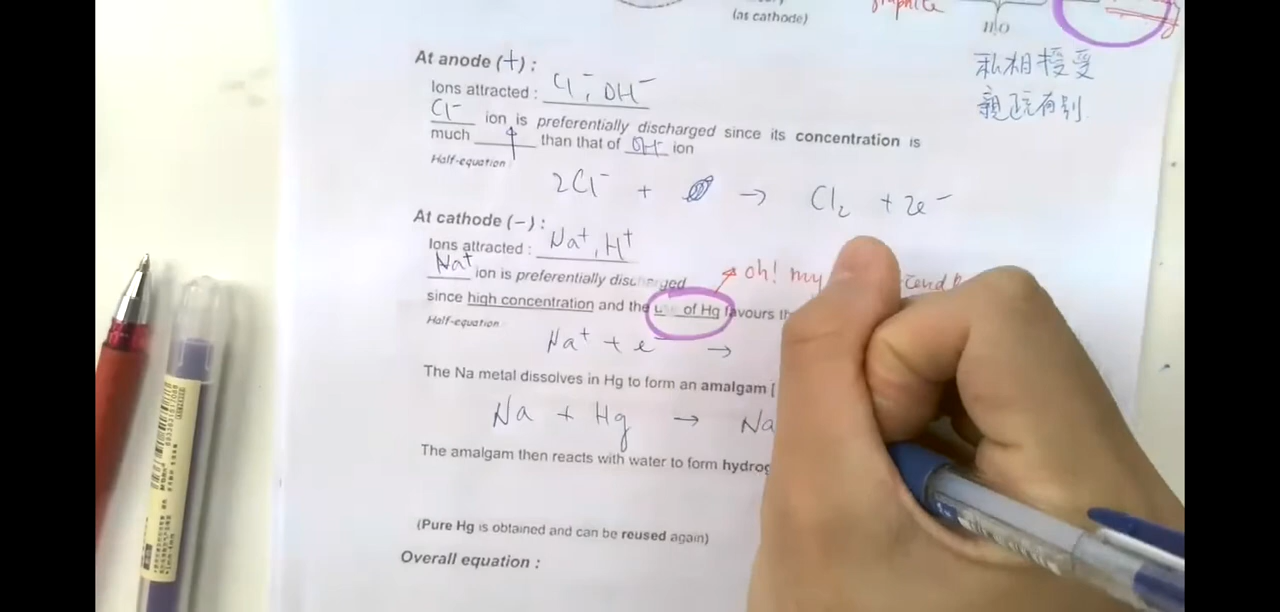 (as cathode)
graphite
H₂O
私相授受
親疏有別
At anode (+) :
Ions attracted : Cl⁻, OH⁻
Cl⁻ ion is preferentially discharged since its concentration is
much ↑ than that of OH⁻ ion
Half-equation
2Cl⁻ + → Cl₂ + 2e⁻
At cathode (−) :
Ions attracted : Na⁺, H⁺
Na⁺ ion is preferentially discharged
oh! my
since high concentration and the use of Hg favours
Half-equation
Na⁺ + e⁻ →
The Na metal dissolves in Hg to form an amalgam [
Na + Hg → Na
The amalgam then reacts with water to form
(Pure Hg is obtained and can be reused again)
Overall equation :